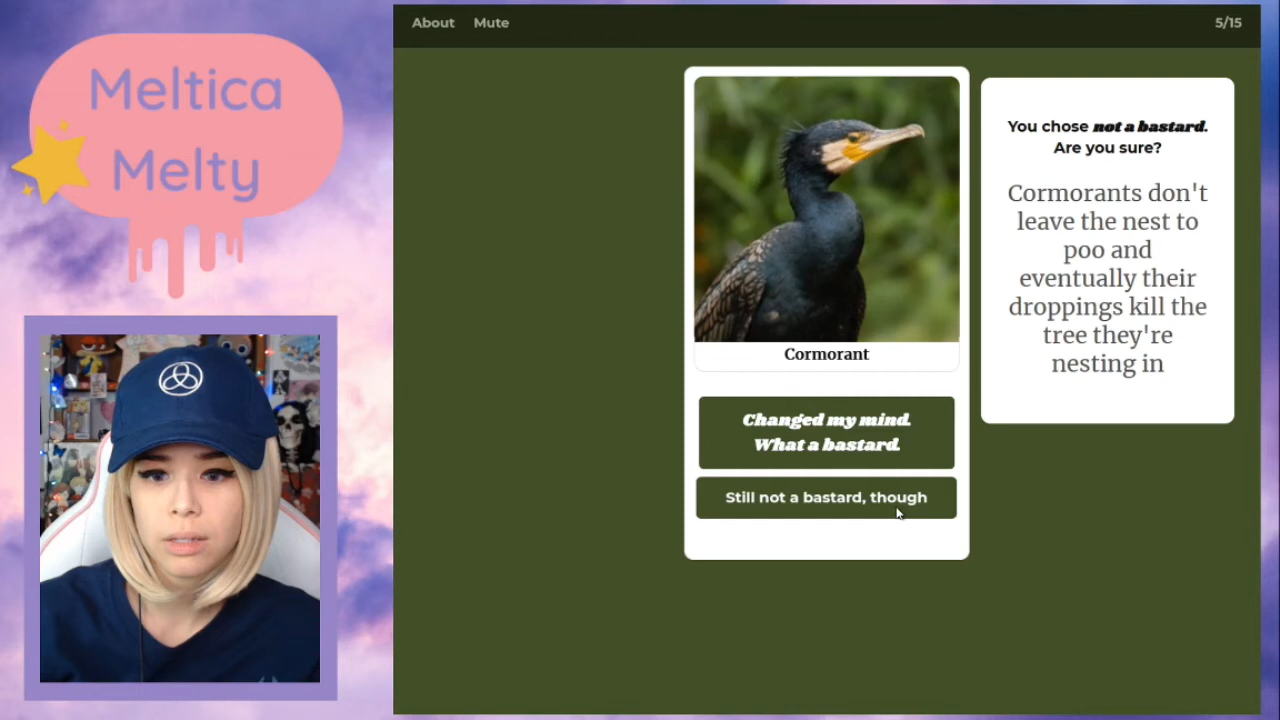 Meltica
Melty
About Mute 5/15
Cormorant
Changed my mind.
What a bastard.
Still not a bastard, though
You chose not a bastard.
Are you sure?
Cormorants don't
leave the nest to
poo and
eventually their
droppings kill the
tree they're
nesting in